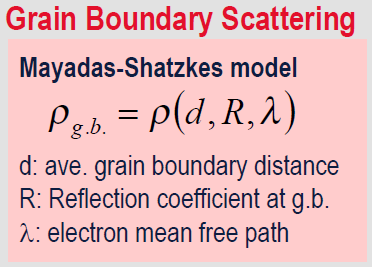 Grain Boundary Scattering
Mayadas-Shatzkes model
ρg.b. = ρ(d, R, λ)
d: ave. grain boundary distance
R: Reflection coefficient at g.b.
λ: electron mean free path